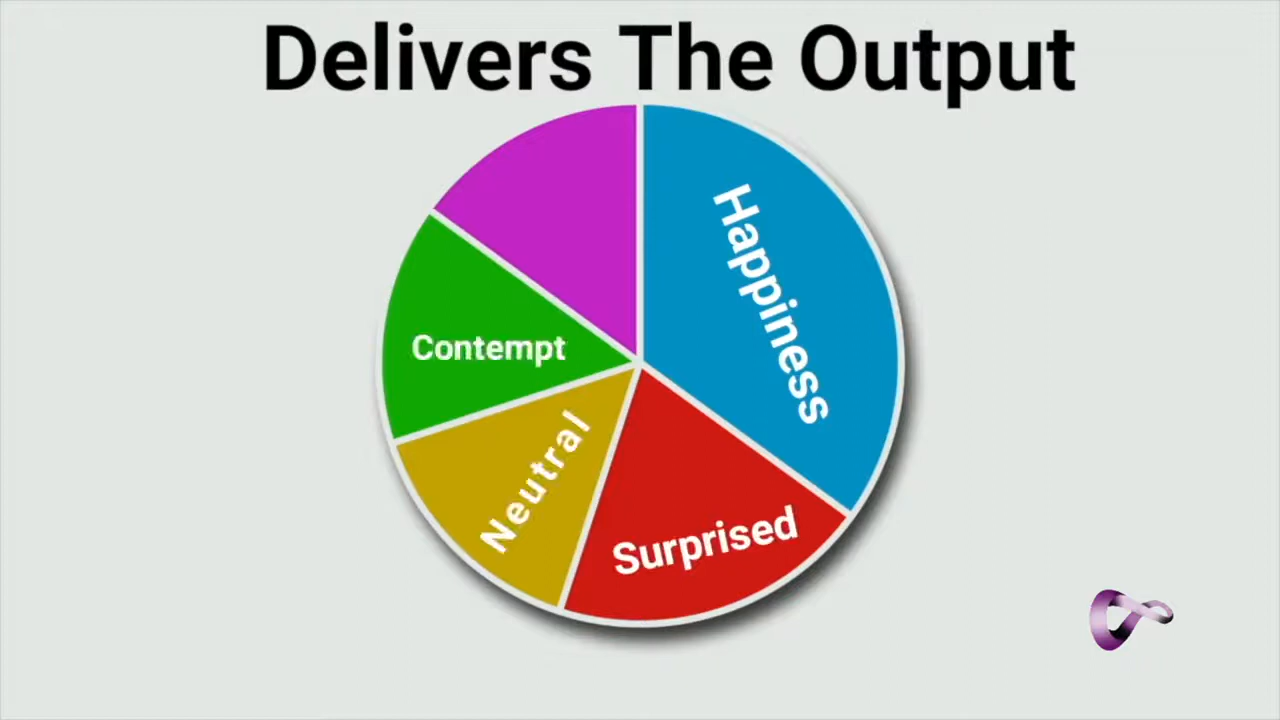 Delivers The Output
Happiness
Contempt
Neutral
Surprised